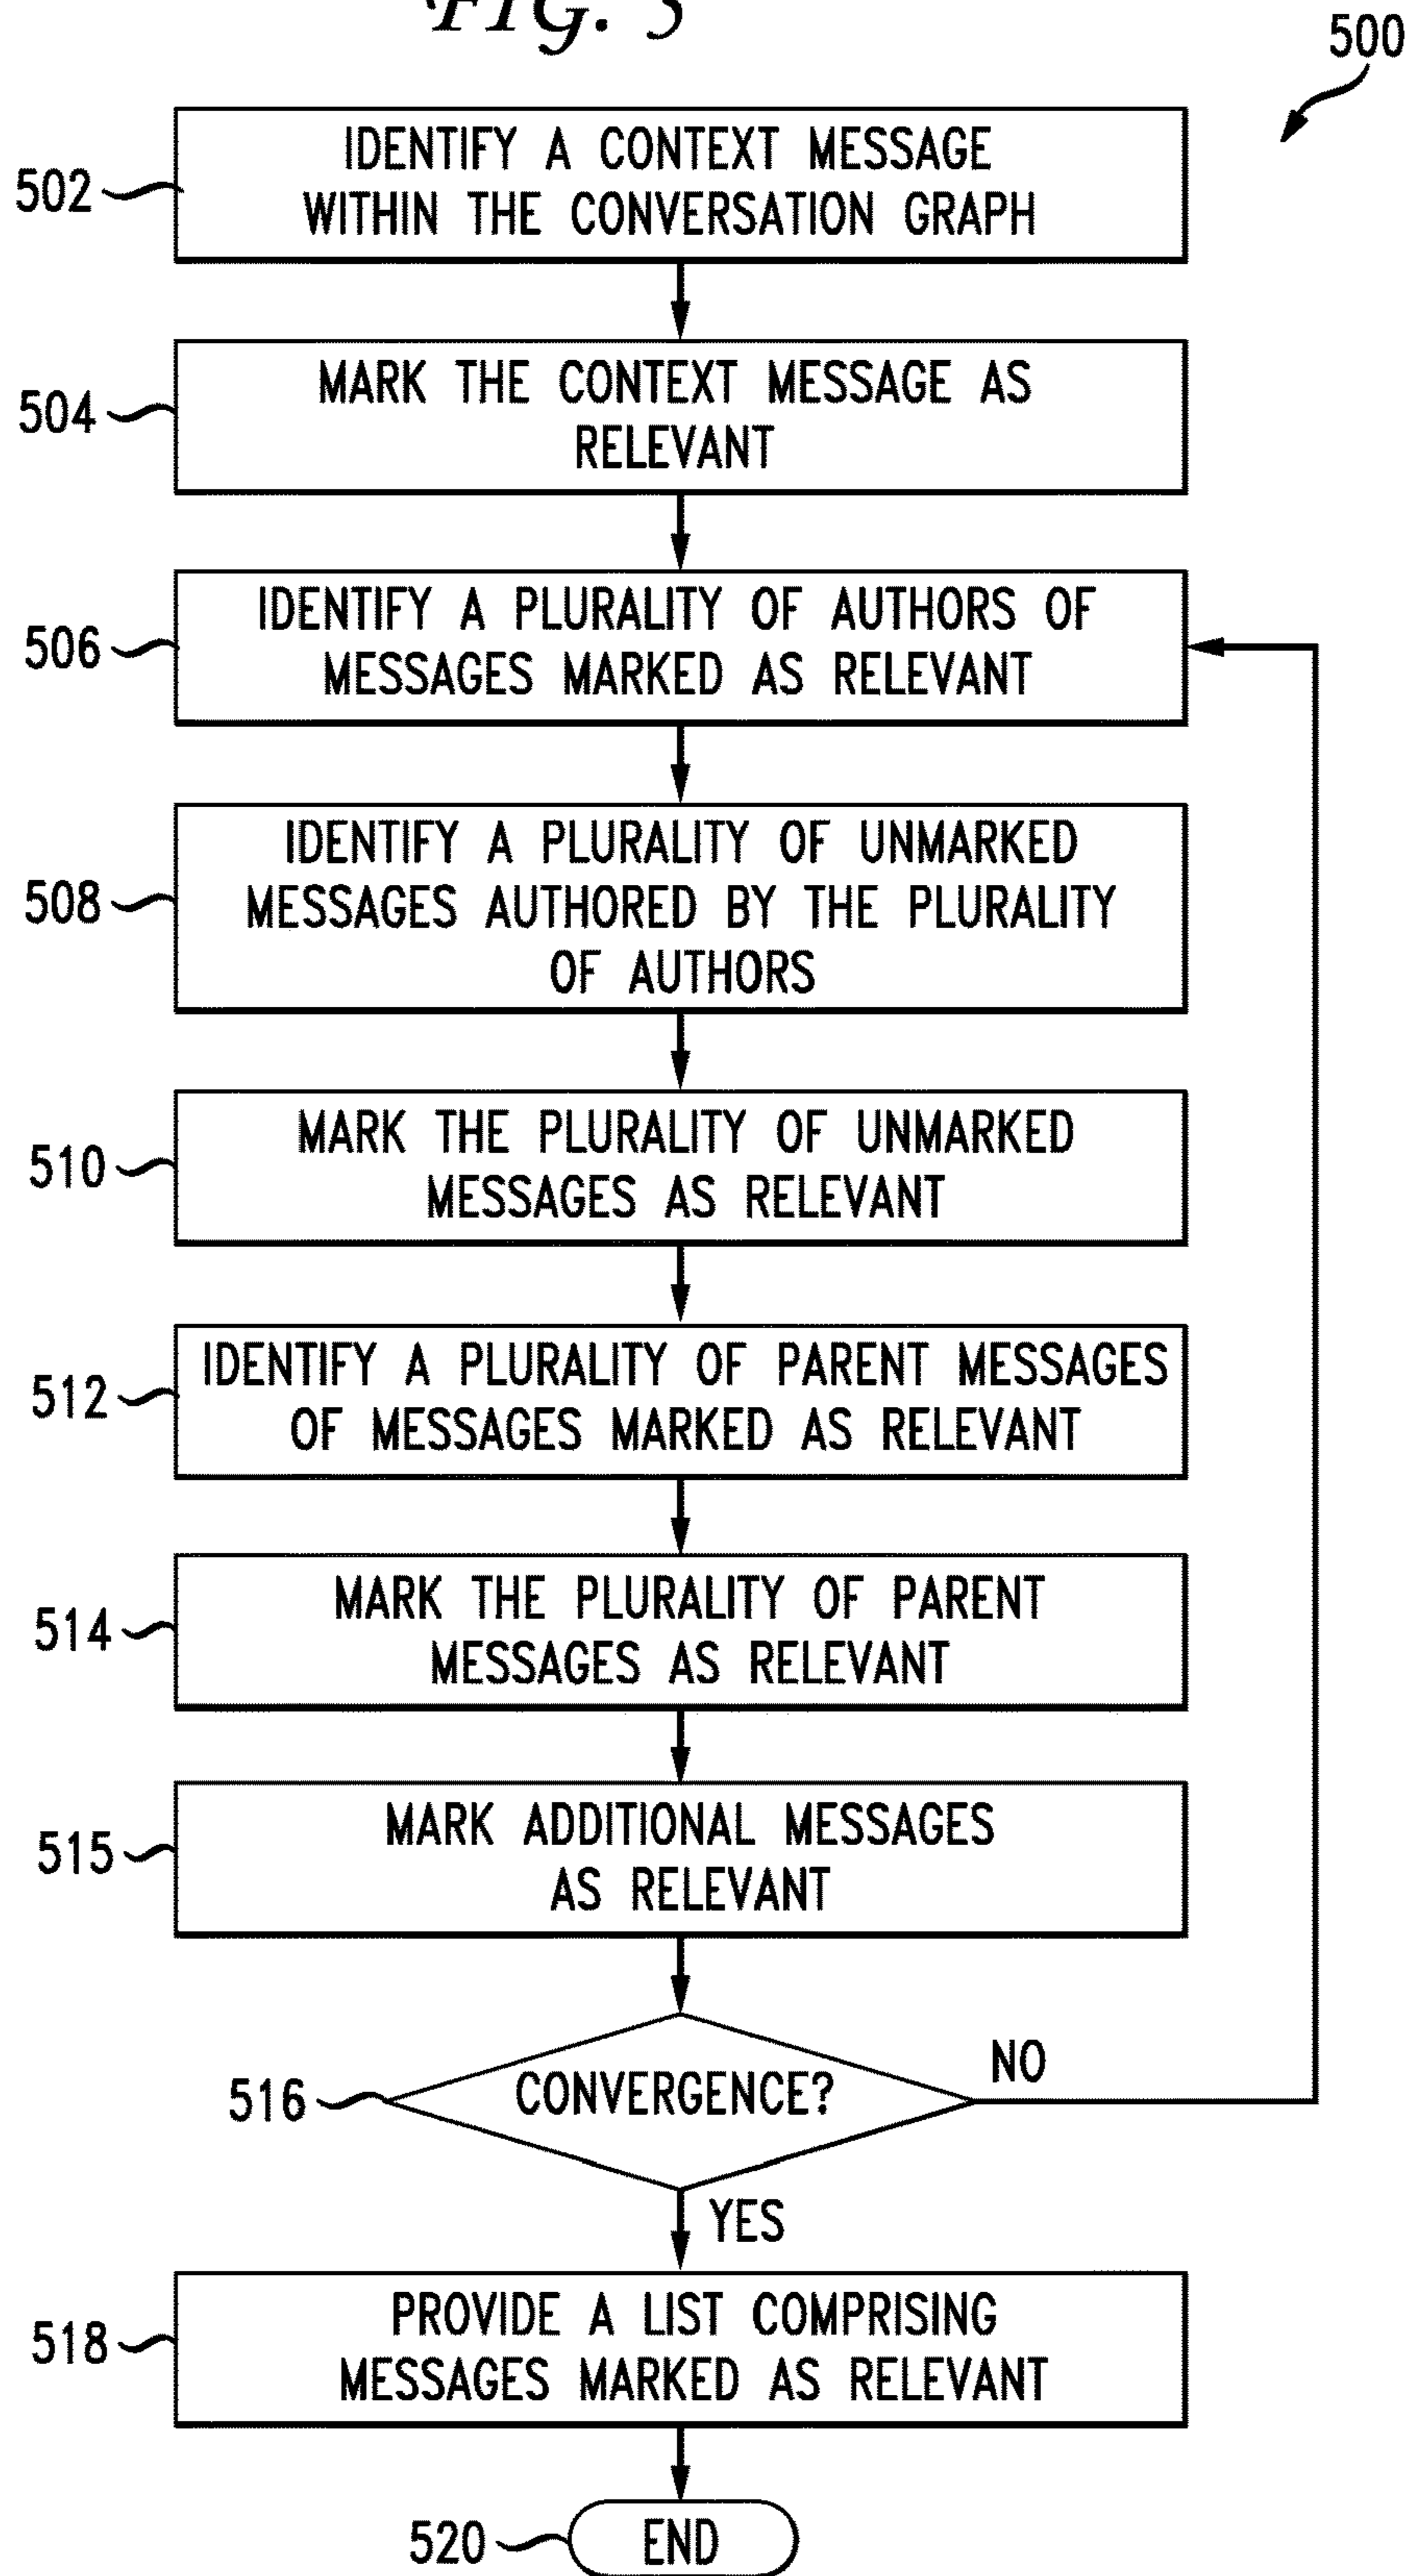 FIG. 5
500
502
IDENTIFY A CONTEXT MESSAGE
WITHIN THE CONVERSATION GRAPH
504
MARK THE CONTEXT MESSAGE AS
RELEVANT
506
IDENTIFY A PLURALITY OF AUTHORS OF
MESSAGES MARKED AS RELEVANT
508
IDENTIFY A PLURALITY OF UNMARKED
MESSAGES AUTHORED BY THE PLURALITY
OF AUTHORS
510
MARK THE PLURALITY OF UNMARKED
MESSAGES AS RELEVANT
512
IDENTIFY A PLURALITY OF PARENT MESSAGES
OF MESSAGES MARKED AS RELEVANT
514
MARK THE PLURALITY OF PARENT
MESSAGES AS RELEVANT
515
MARK ADDITIONAL MESSAGES
AS RELEVANT
516
CONVERGENCE?
NO
YES
518
PROVIDE A LIST COMPRISING
MESSAGES MARKED AS RELEVANT
520
END